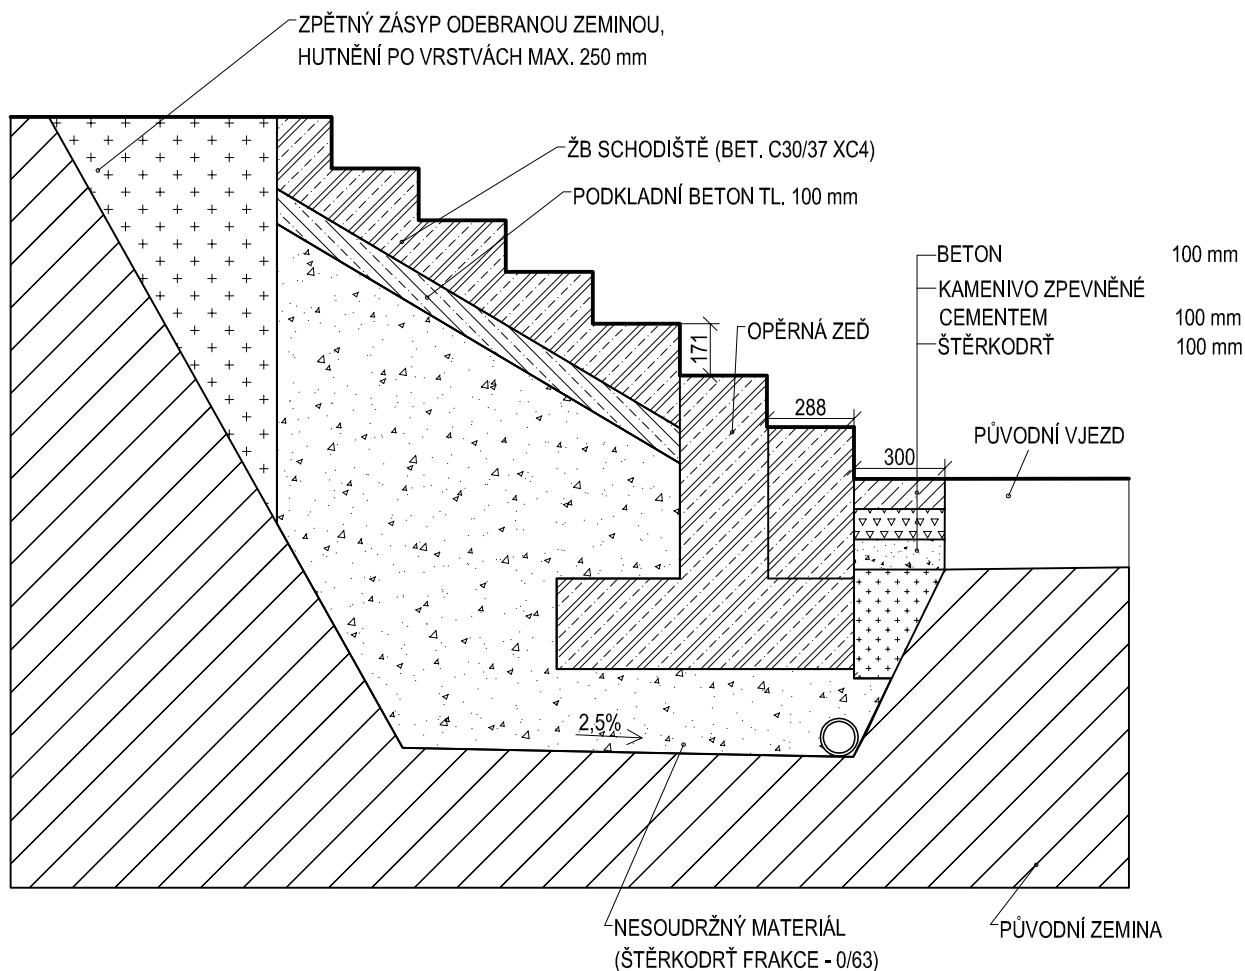 ZPĚTNÝ ZÁSYP ODEBRANOU ZEMINOU,
HUTNĚNÍ PO VRSTVÁCH MAX. 250 mm
ŽB SCHODIŠTĚ (BET. C30/37 XC4)
PODKLADNÍ BETON TL. 100 mm
BETON 100 mm
KAMENIVO ZPEVNĚNÉ
CEMENTEM 100 mm
ŠTĚRKODRŤ 100 mm
OPĚRNÁ ZEĎ
171
288
PŮVODNÍ VJEZD
300
2,5%
NESOUDRŽNÝ MATERIÁL
(ŠTĚRKODRŤ FRAKCE - 0/63)
PŮVODNÍ ZEMINA